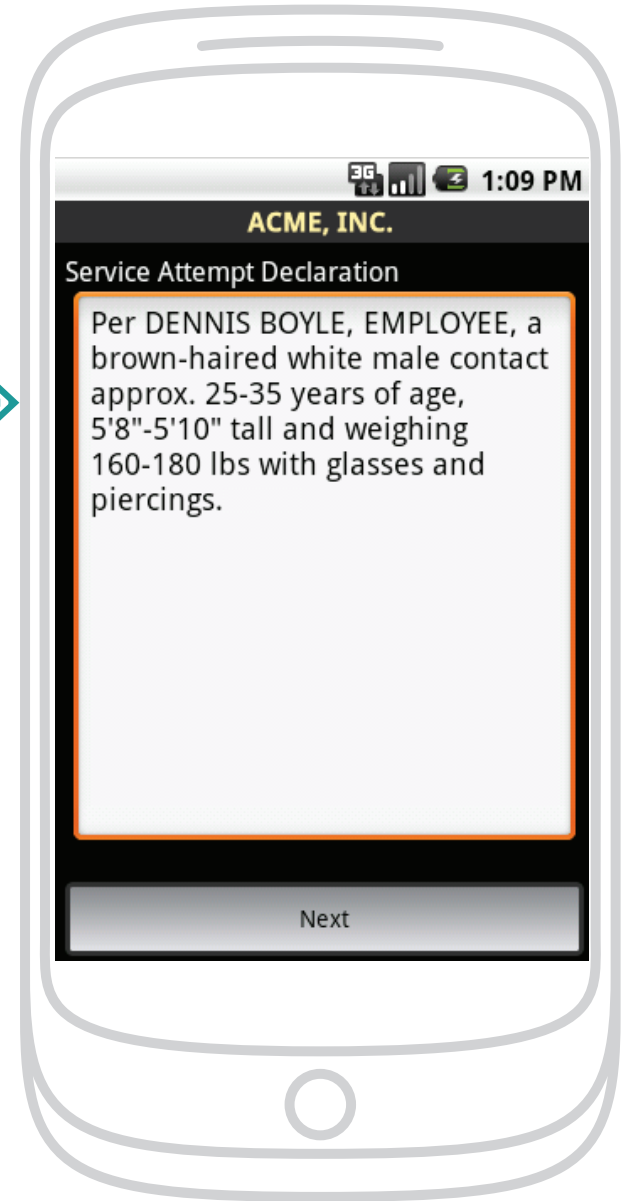 3G 1:09 PM
ACME, INC.
Service Attempt Declaration
Per DENNIS BOYLE, EMPLOYEE, a
brown-haired white male contact
approx. 25-35 years of age,
5'8"-5'10" tall and weighing
160-180 lbs with glasses and
piercings.
Next